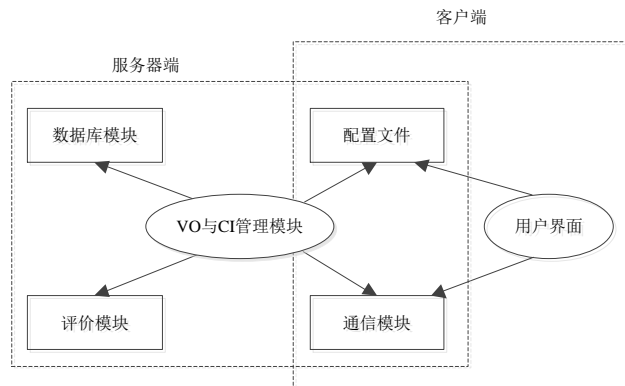 客户端
服务器端
数据库模块
配置文件
VO与CI管理模块
用户界面
评价模块
通信模块